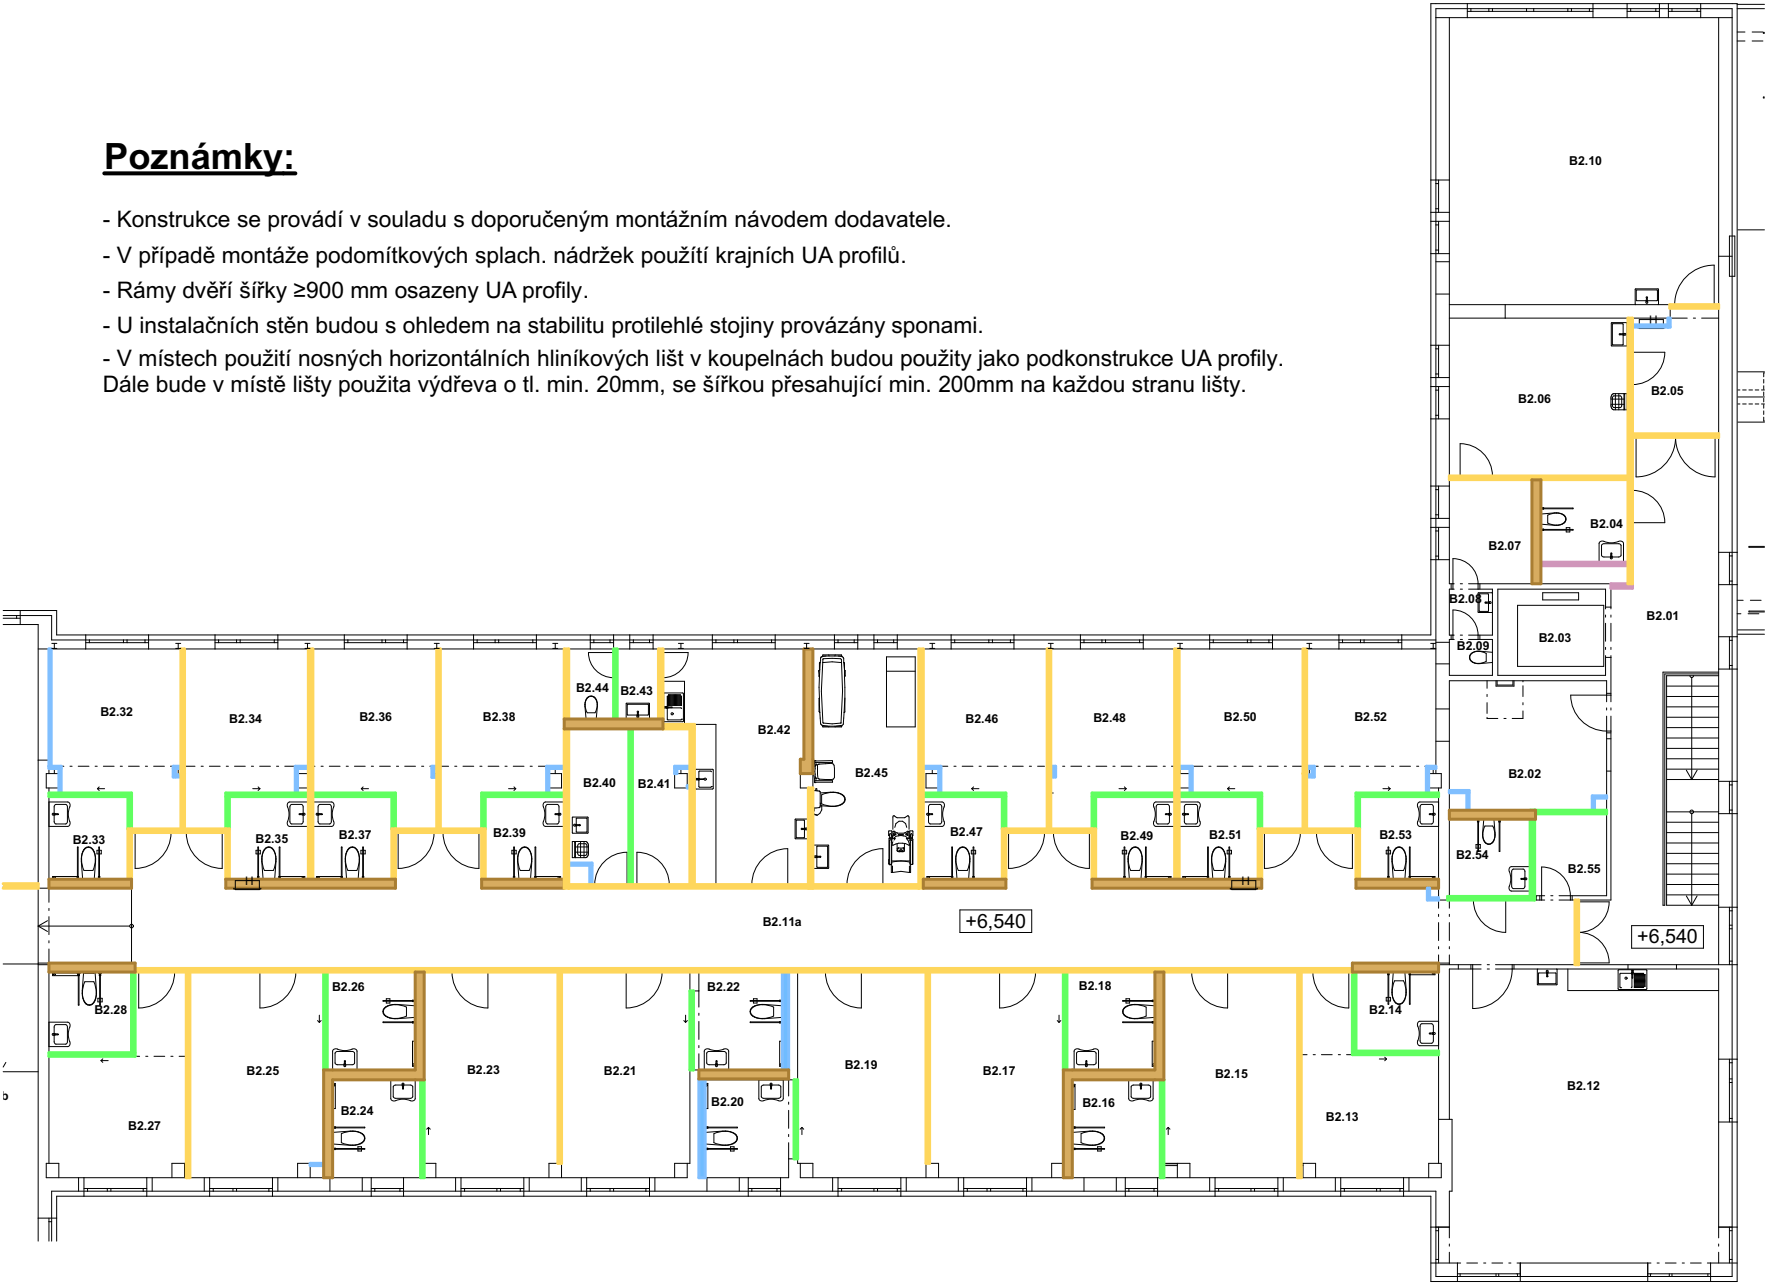 Poznámky:
- Konstrukce se provádí v souladu s doporučeným montážním návodem dodavatele.
- V případě montáže podomítkových splach. nádržek použítí krajních UA profilů.
- Rámy dvěří šířky ≥900 mm osazeny UA profily.
- U instalačních stěn budou s ohledem na stabilitu protilehlé stojiny provázány sponami.
- V místech použití nosných horizontálních hliníkových lišt v koupelnách budou použity jako podkonstrukce UA profily.
Dále bude v místě lišty použita výdřeva o tl. min. 20mm, se šířkou přesahující min. 200mm na každou stranu lišty.
B2.10
B2.05
B2.06
B2.04
B2.07
B2.08
B2.01
B2.03
B2.09
B2.44
B2.43
B2.32
B2.34
B2.36
B2.38
B2.42
B2.46
B2.48
B2.50
B2.52
B2.45
B2.02
B2.40
B2.41
B2.33
B2.35
B2.37
B2.39
B2.47
B2.49
B2.51
B2.53
B2.54
B2.55
B2.11a
+6,540
+6,540
B2.28
B2.26
B2.22
B2.18
B2.14
B2.25
B2.23
B2.21
B2.19
B2.17
B2.15
B2.12
B2.24
B2.20
B2.16
B2.27
B2.13
b